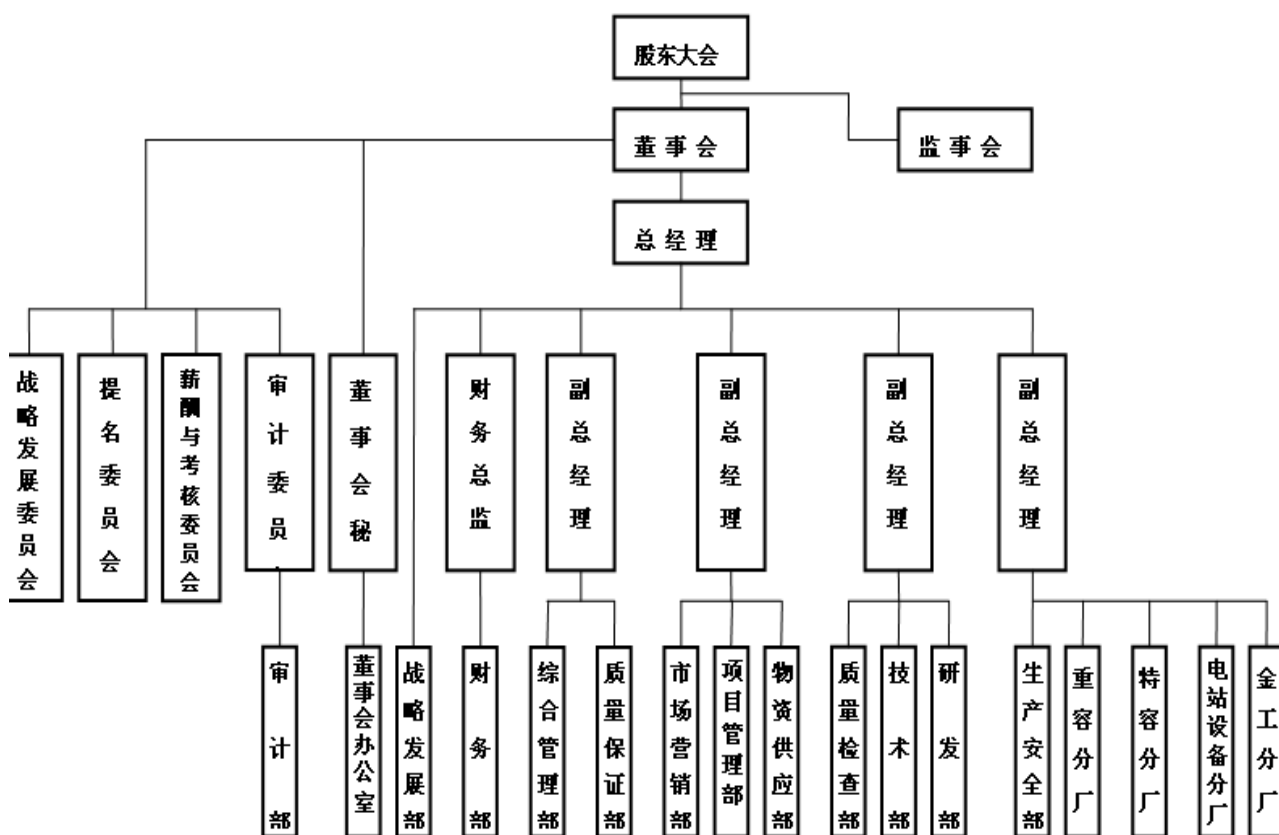 股东大会
董事会
监事会
总经理
战略发展委员会
提名委员会
薪酬与考核委员会
审计委员
董事会秘
财务总监
副总经理
副总经理
副总经理
副总经理
审计部
董事会办公室
战略发展部
财务部
综合管理部
质量保证部
市场营销部
项目管理部
物资供应部
质量检查部
技术部
研发部
生产安全部
重容分厂
特容分厂
电站设备分厂
金工分厂